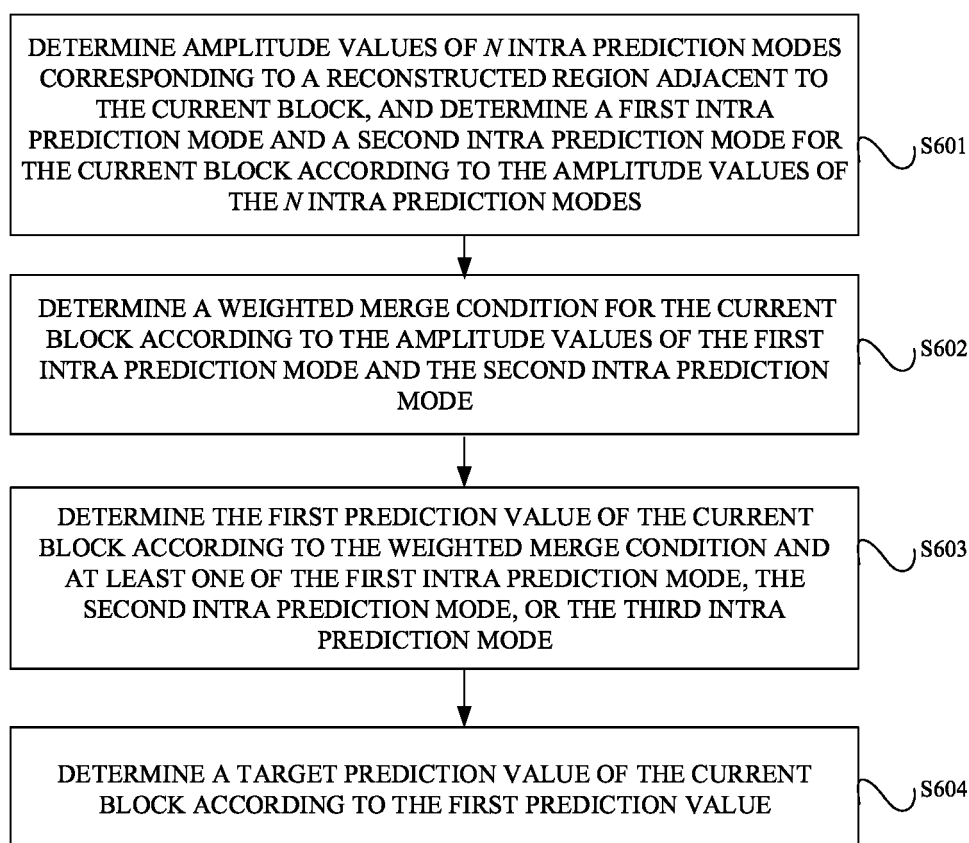 DETERMINE AMPLITUDE VALUES OF N INTRA PREDICTION MODES
CORRESPONDING TO A RECONSTRUCTED REGION ADJACENT TO
THE CURRENT BLOCK, AND DETERMINE A FIRST INTRA
PREDICTION MODE AND A SECOND INTRA PREDICTION MODE FOR
THE CURRENT BLOCK ACCORDING TO THE AMPLITUDE VALUES OF
THE N INTRA PREDICTION MODES
S601
DETERMINE A WEIGHTED MERGE CONDITION FOR THE CURRENT
BLOCK ACCORDING TO THE AMPLITUDE VALUES OF THE FIRST
INTRA PREDICTION MODE AND THE SECOND INTRA PREDICTION
MODE
S602
DETERMINE THE FIRST PREDICTION VALUE OF THE CURRENT
BLOCK ACCORDING TO THE WEIGHTED MERGE CONDITION AND
AT LEAST ONE OF THE FIRST INTRA PREDICTION MODE, THE
SECOND INTRA PREDICTION MODE, OR THE THIRD INTRA
PREDICTION MODE
S603
DETERMINE A TARGET PREDICTION VALUE OF THE CURRENT
BLOCK ACCORDING TO THE FIRST PREDICTION VALUE
S604